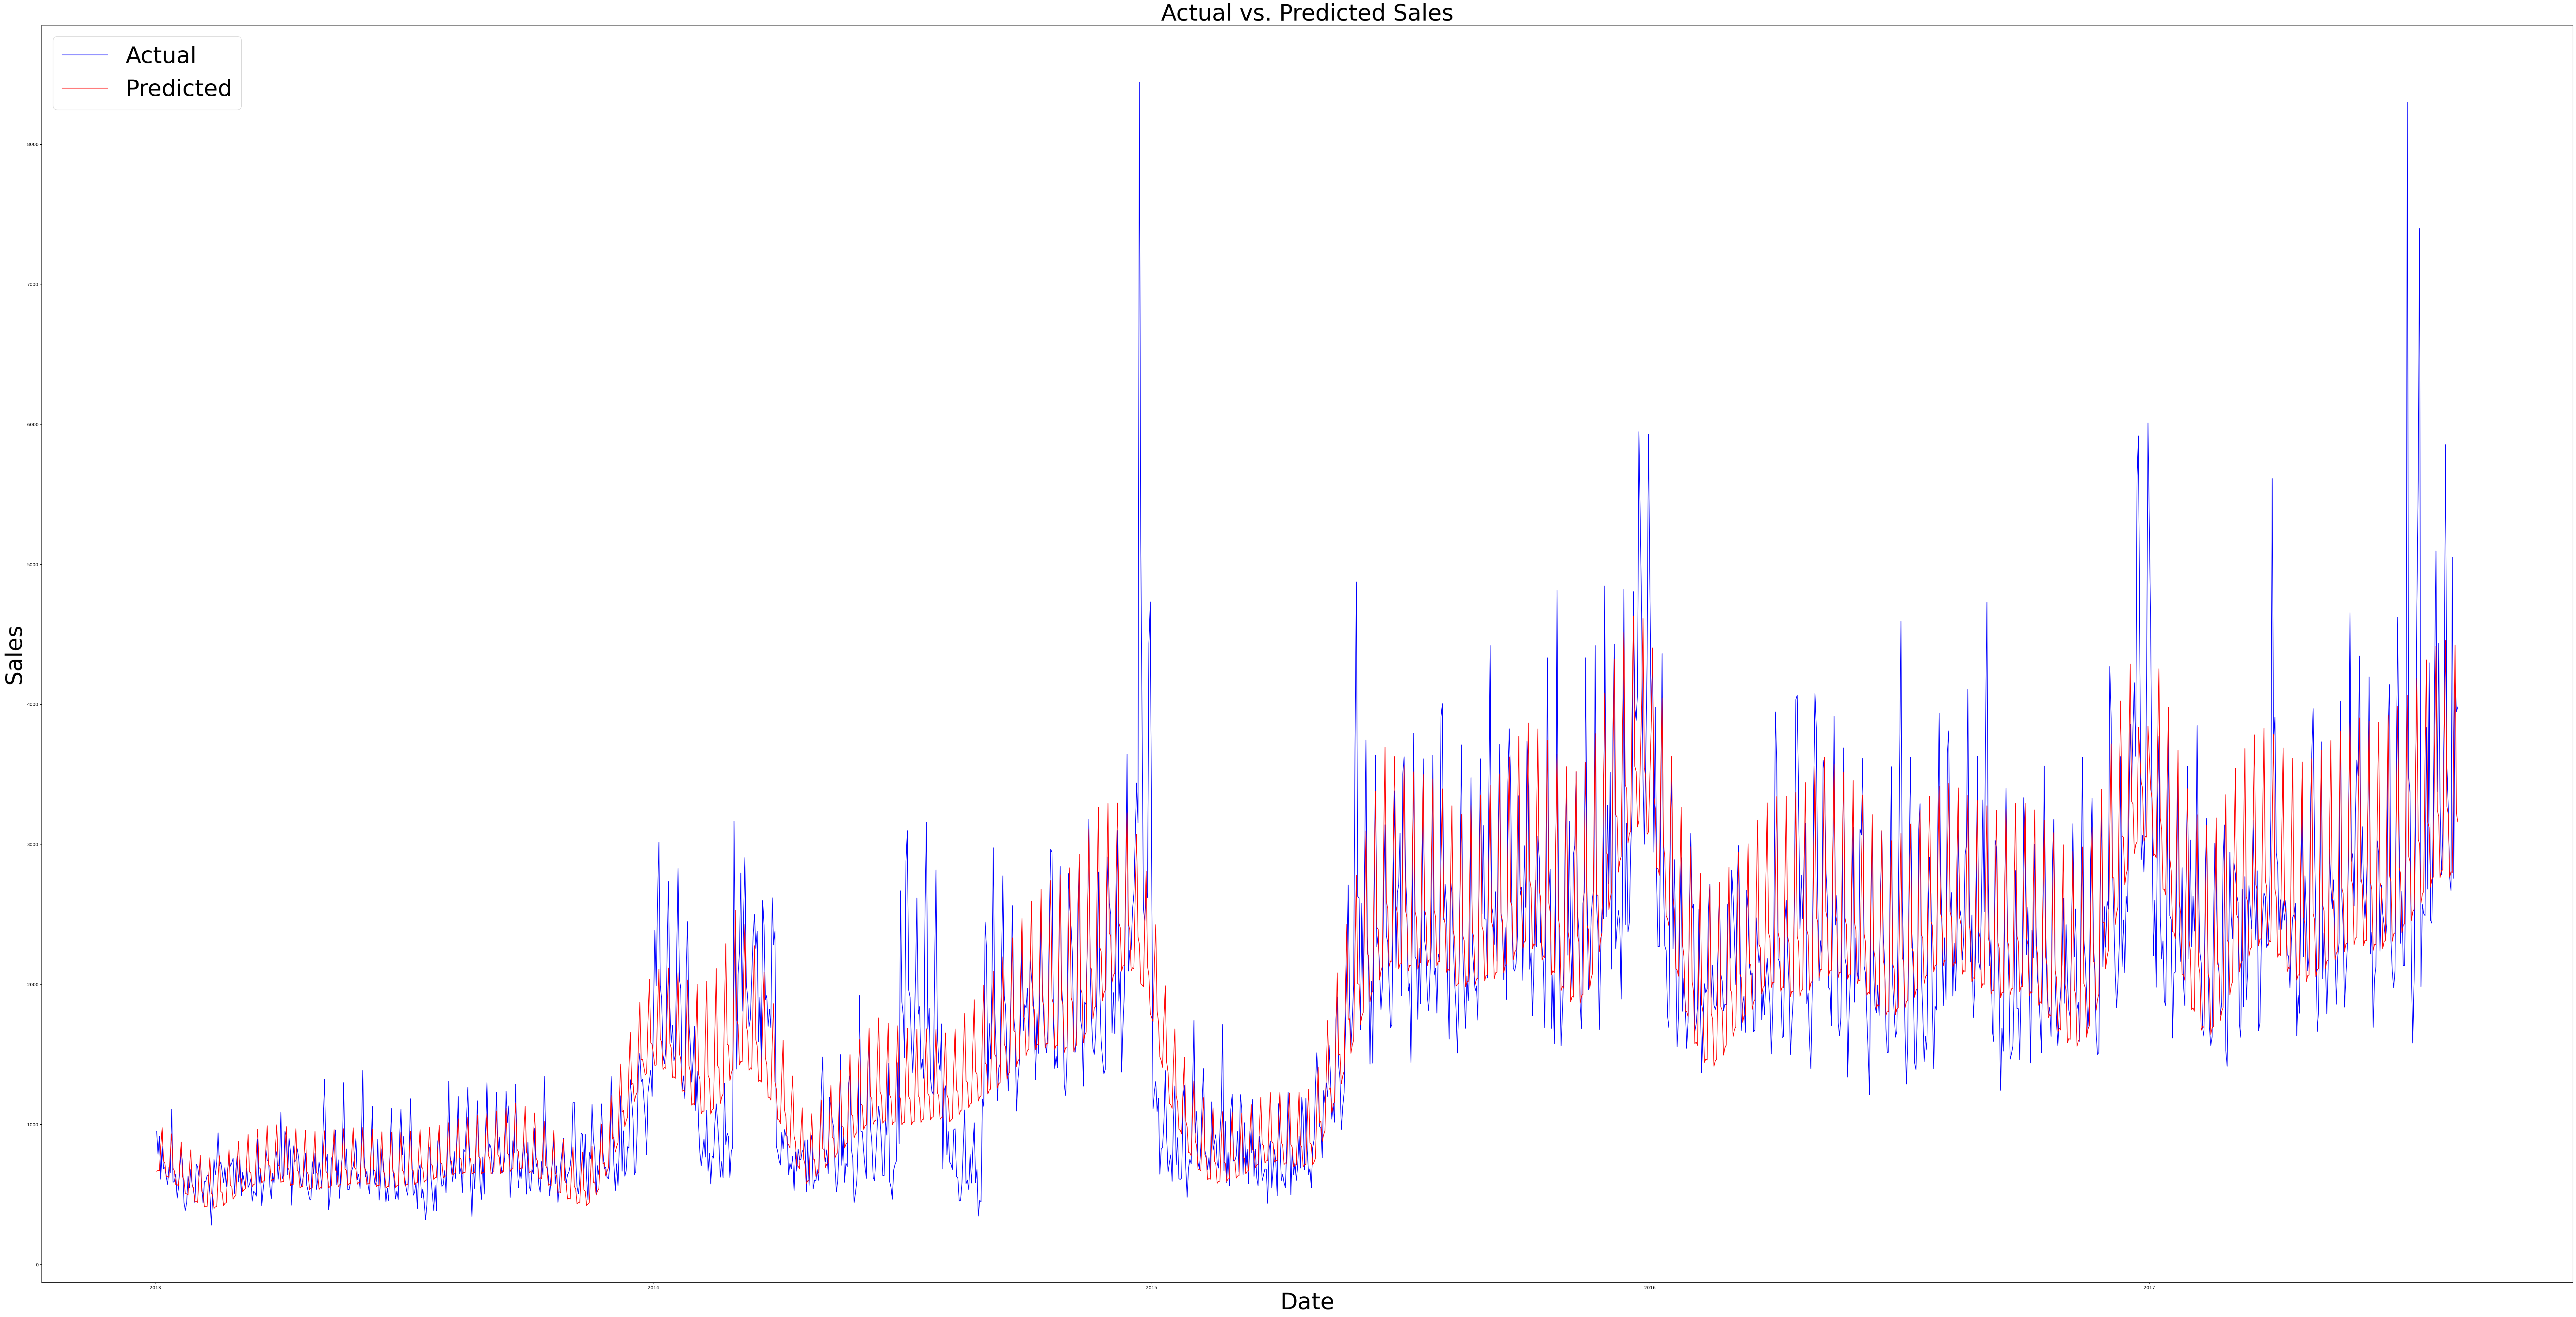 Actual vs. Predicted Sales
Actual
Predicted
8000
7000
6000
5000
4000
3000
2000
1000
0
Sales
2013 2014 2015 2016 2017
Date